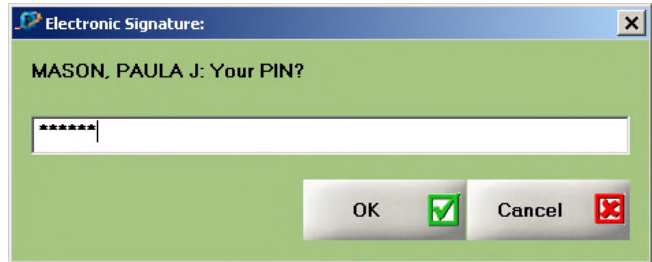 Electronic Signature:
MASON, PAULA J: Your PIN?
******
OK
Cancel